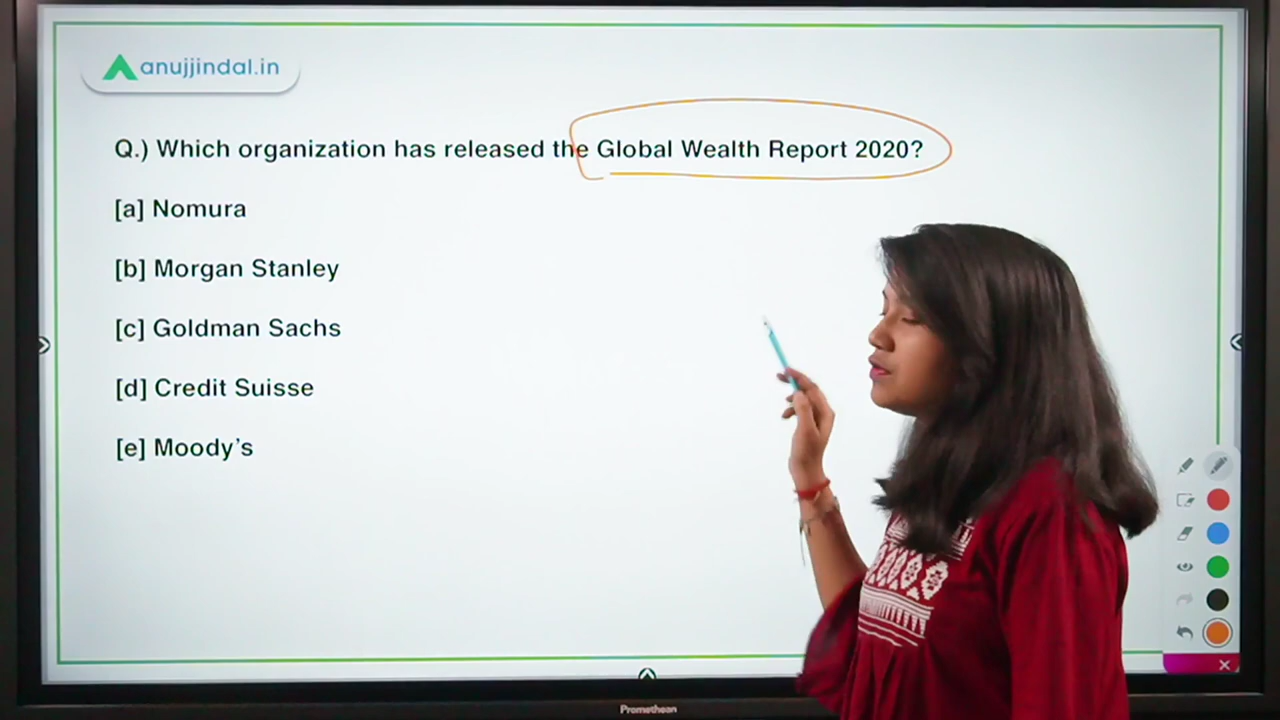 anujjindal.in
Q.) Which organization has released the Global Wealth Report 2020?
[a] Nomura
[b] Morgan Stanley
[c] Goldman Sachs
[d] Credit Suisse
[e] Moody's
Promethean